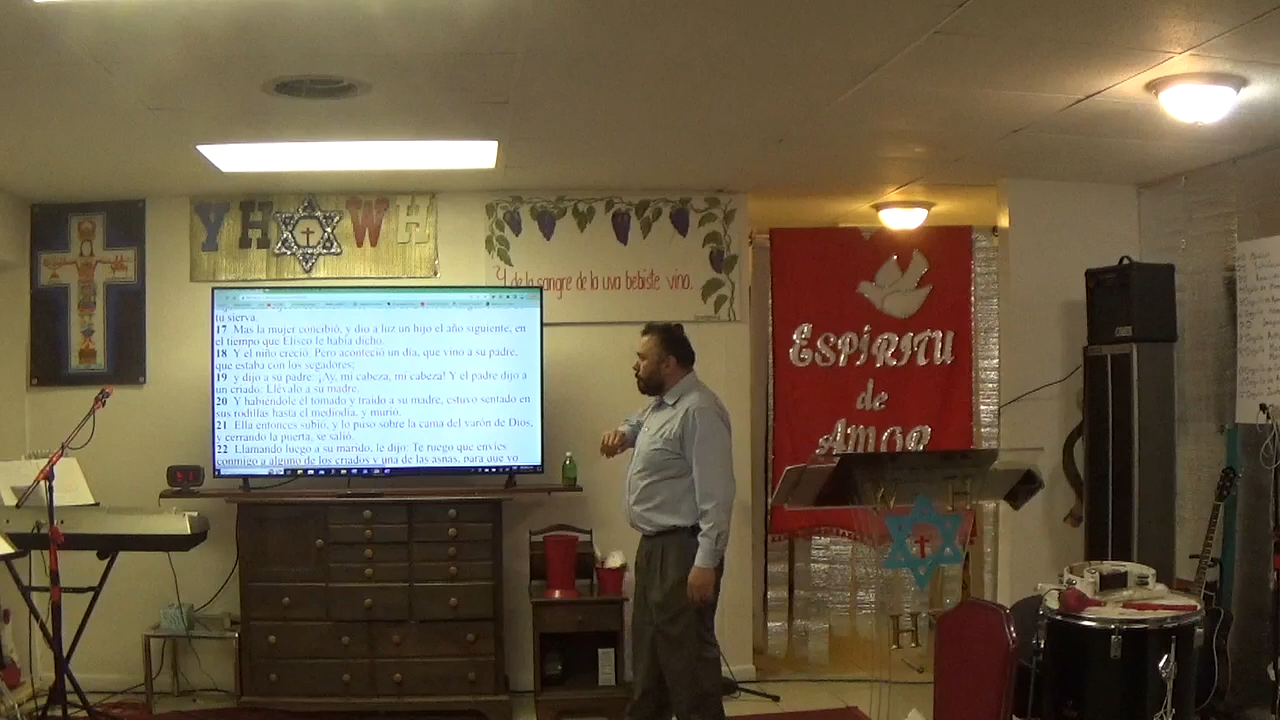 YH WH
Y de la sangre de la uva bebiste vino.
tu sierva.
17 Mas la mujer concibió, y dio a luz un hijo el año siguiente, en
el tiempo que Eliseo le había dicho.
18 Y el niño creció. Pero aconteció un día, que vino a su padre,
que estaba con los segadores;
19 y dijo a su padre: ¡Ay, mi cabeza, mi cabeza! Y el padre dijo a
un criado: Llévalo a su madre.
20 Y habiéndole él tomado y traído a su madre, estuvo sentado en
sus rodillas hasta el mediodía, y murió.
21 Ella entonces subió, y lo puso sobre la cama del varón de Dios,
y cerrando la puerta, se salió.
22 Llamando luego a su marido, le dijo: Te ruego que envíes
conmigo a alguno de los criados y una de las asnas, para que yo
ESPÍRITU
de
AMOR
H
H